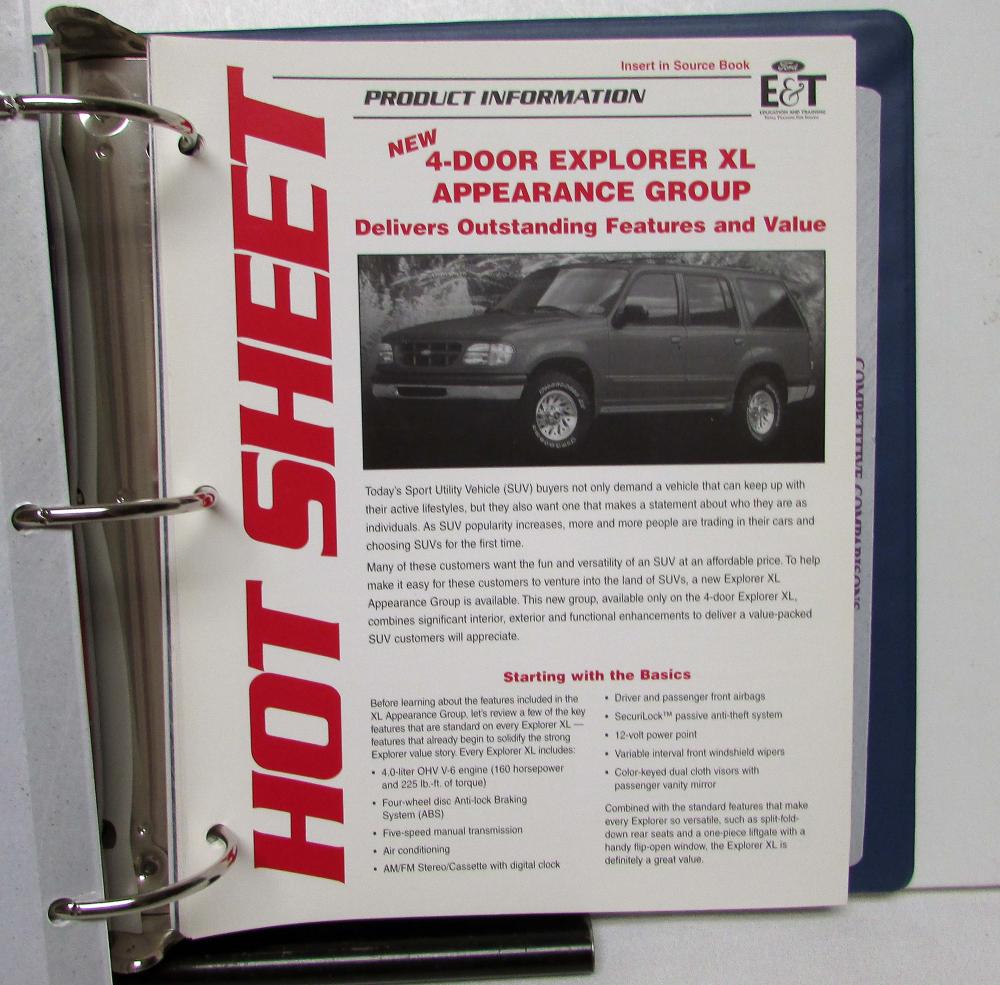 Insert in Source Book
Ford
E&T
EDUCATION AND TRAINING
PRODUCT INFORMATION
HOT SHEET
NEW
4-DOOR EXPLORER XL
APPEARANCE GROUP
Delivers Outstanding Features and Value
Today's Sport Utility Vehicle (SUV) buyers not only demand a vehicle that can keep up with
their active lifestyles, but they also want one that makes a statement about who they are as
individuals. As SUV popularity increases, more and more people are trading in their cars and
choosing SUVs for the first time.
Many of these customers want the fun and versatility of an SUV at an affordable price. To help
make it easy for these customers to venture into the land of SUVs, a new Explorer XL
Appearance Group is available. This new group, available only on the 4-door Explorer XL,
combines significant interior, exterior and functional enhancements to deliver a value-packed
SUV customers will appreciate.
Starting with the Basics
Before learning about the features included in the
XL Appearance Group, let's review a few of the key
features that are standard on every Explorer XL —
features that already begin to solidify the strong
Explorer value story. Every Explorer XL includes:
• 4.0-liter OHV V-6 engine (160 horsepower
and 225 lb.-ft. of torque)
• Four-wheel disc Anti-lock Braking
System (ABS)
• Five-speed manual transmission
• Air conditioning
• AM/FM Stereo/Cassette with digital clock
• Driver and passenger front airbags
• SecuriLock™ passive anti-theft system
• 12-volt power point
• Variable interval front windshield wipers
• Color-keyed dual cloth visors with
passenger vanity mirror
Combined with the standard features that make
every Explorer so versatile, such as split-fold-
down rear seats and a one-piece liftgate with a
handy flip-open window, the Explorer XL is
definitely a great value.
COMPETITIVE COMPARISONS